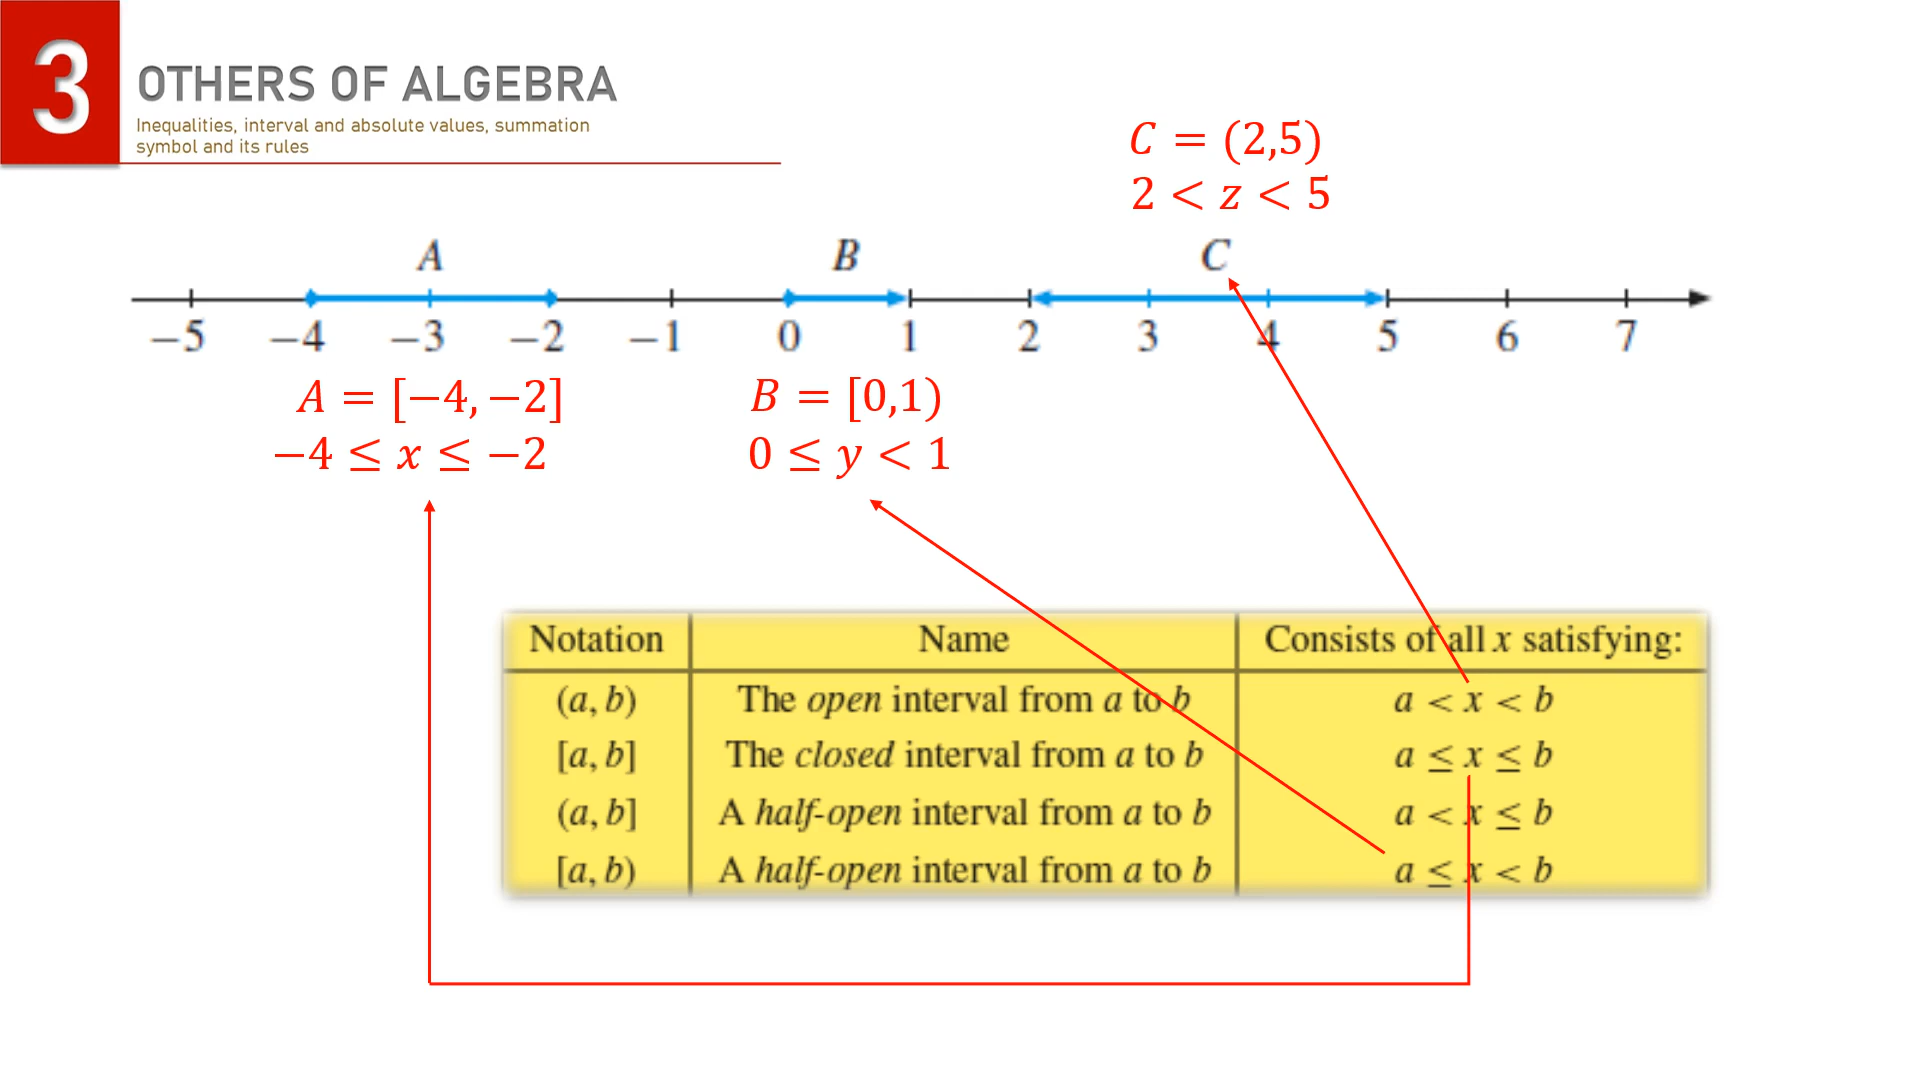 3
OTHERS OF ALGEBRA
Inequalities, interval and absolute values, summation
symbol and its rules
C = (2,5)
2 < z < 5
A B C
−5 −4 −3 −2 −1 0 1 2 3 4 5 6 7
A = [−4, −2] B = [0,1)
−4 ≤ x ≤ −2 0 ≤ y < 1
Notation Name Consists of all x satisfying:
(a, b) The open interval from a to b a < x < b
[a, b] The closed interval from a to b a ≤ x ≤ b
(a, b] A half-open interval from a to b a < x ≤ b
[a, b) A half-open interval from a to b a ≤ x < b